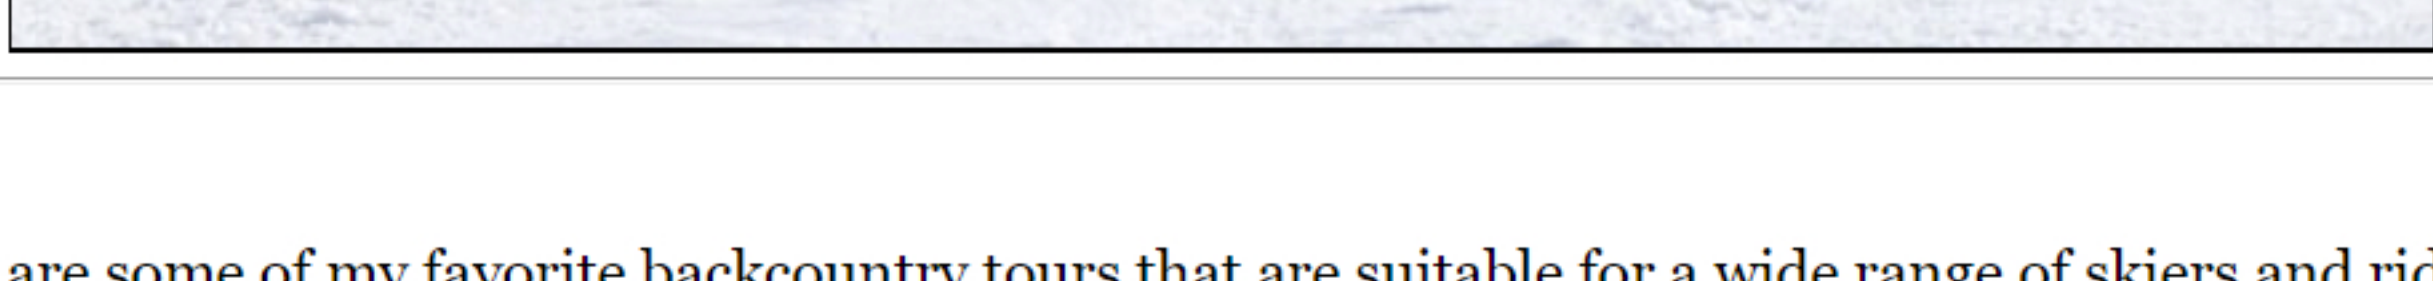 are some of my favorite backcountry tours that are suitable for a wide range of skiers and